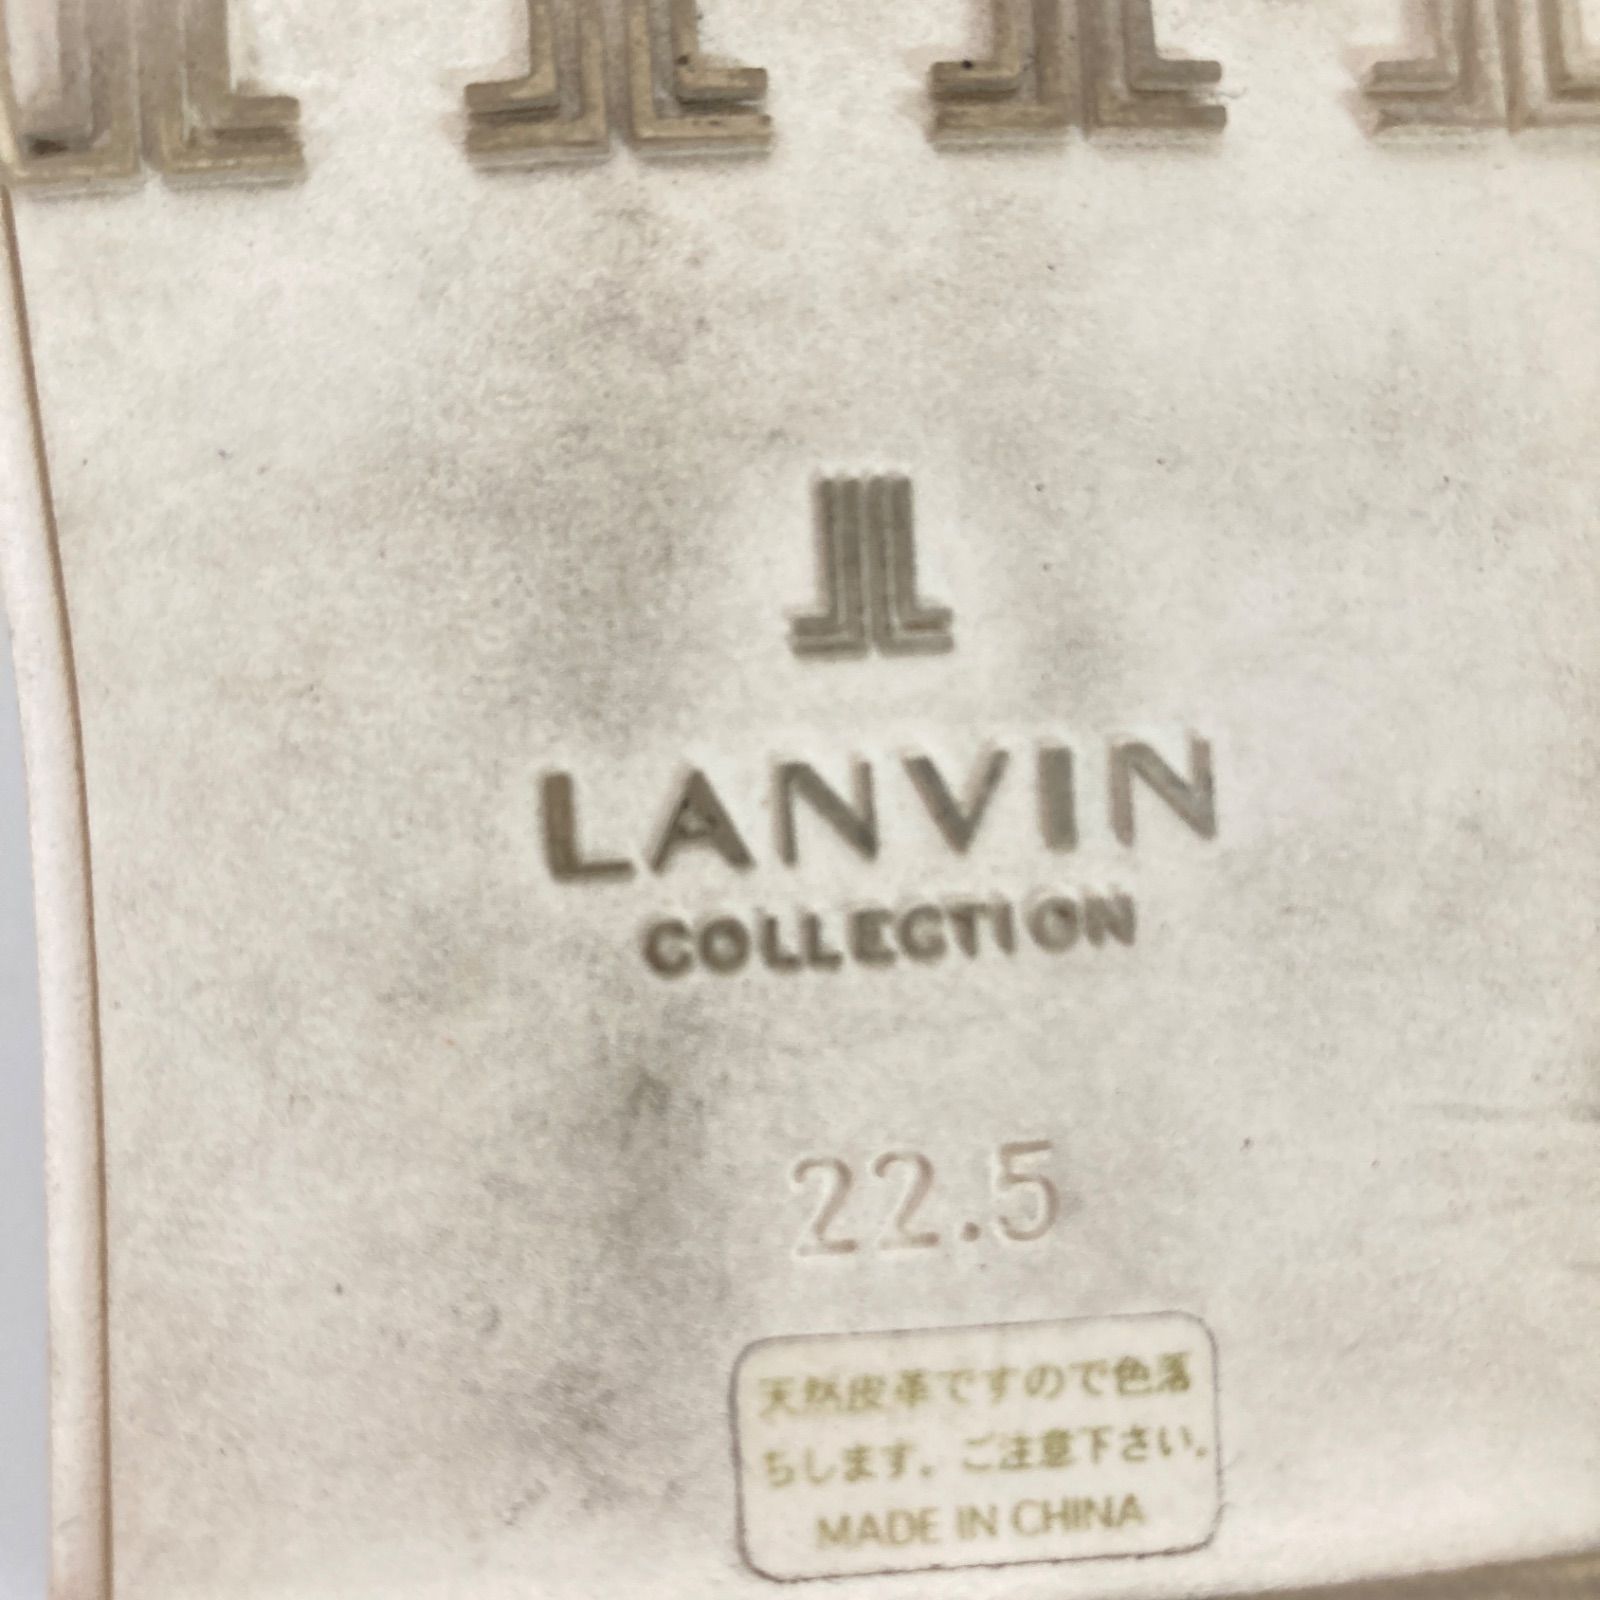 LANVIN
COLLECTION
22.5
天然皮革ですので色落
ちします。ご注意下さい。
MADE IN CHINA